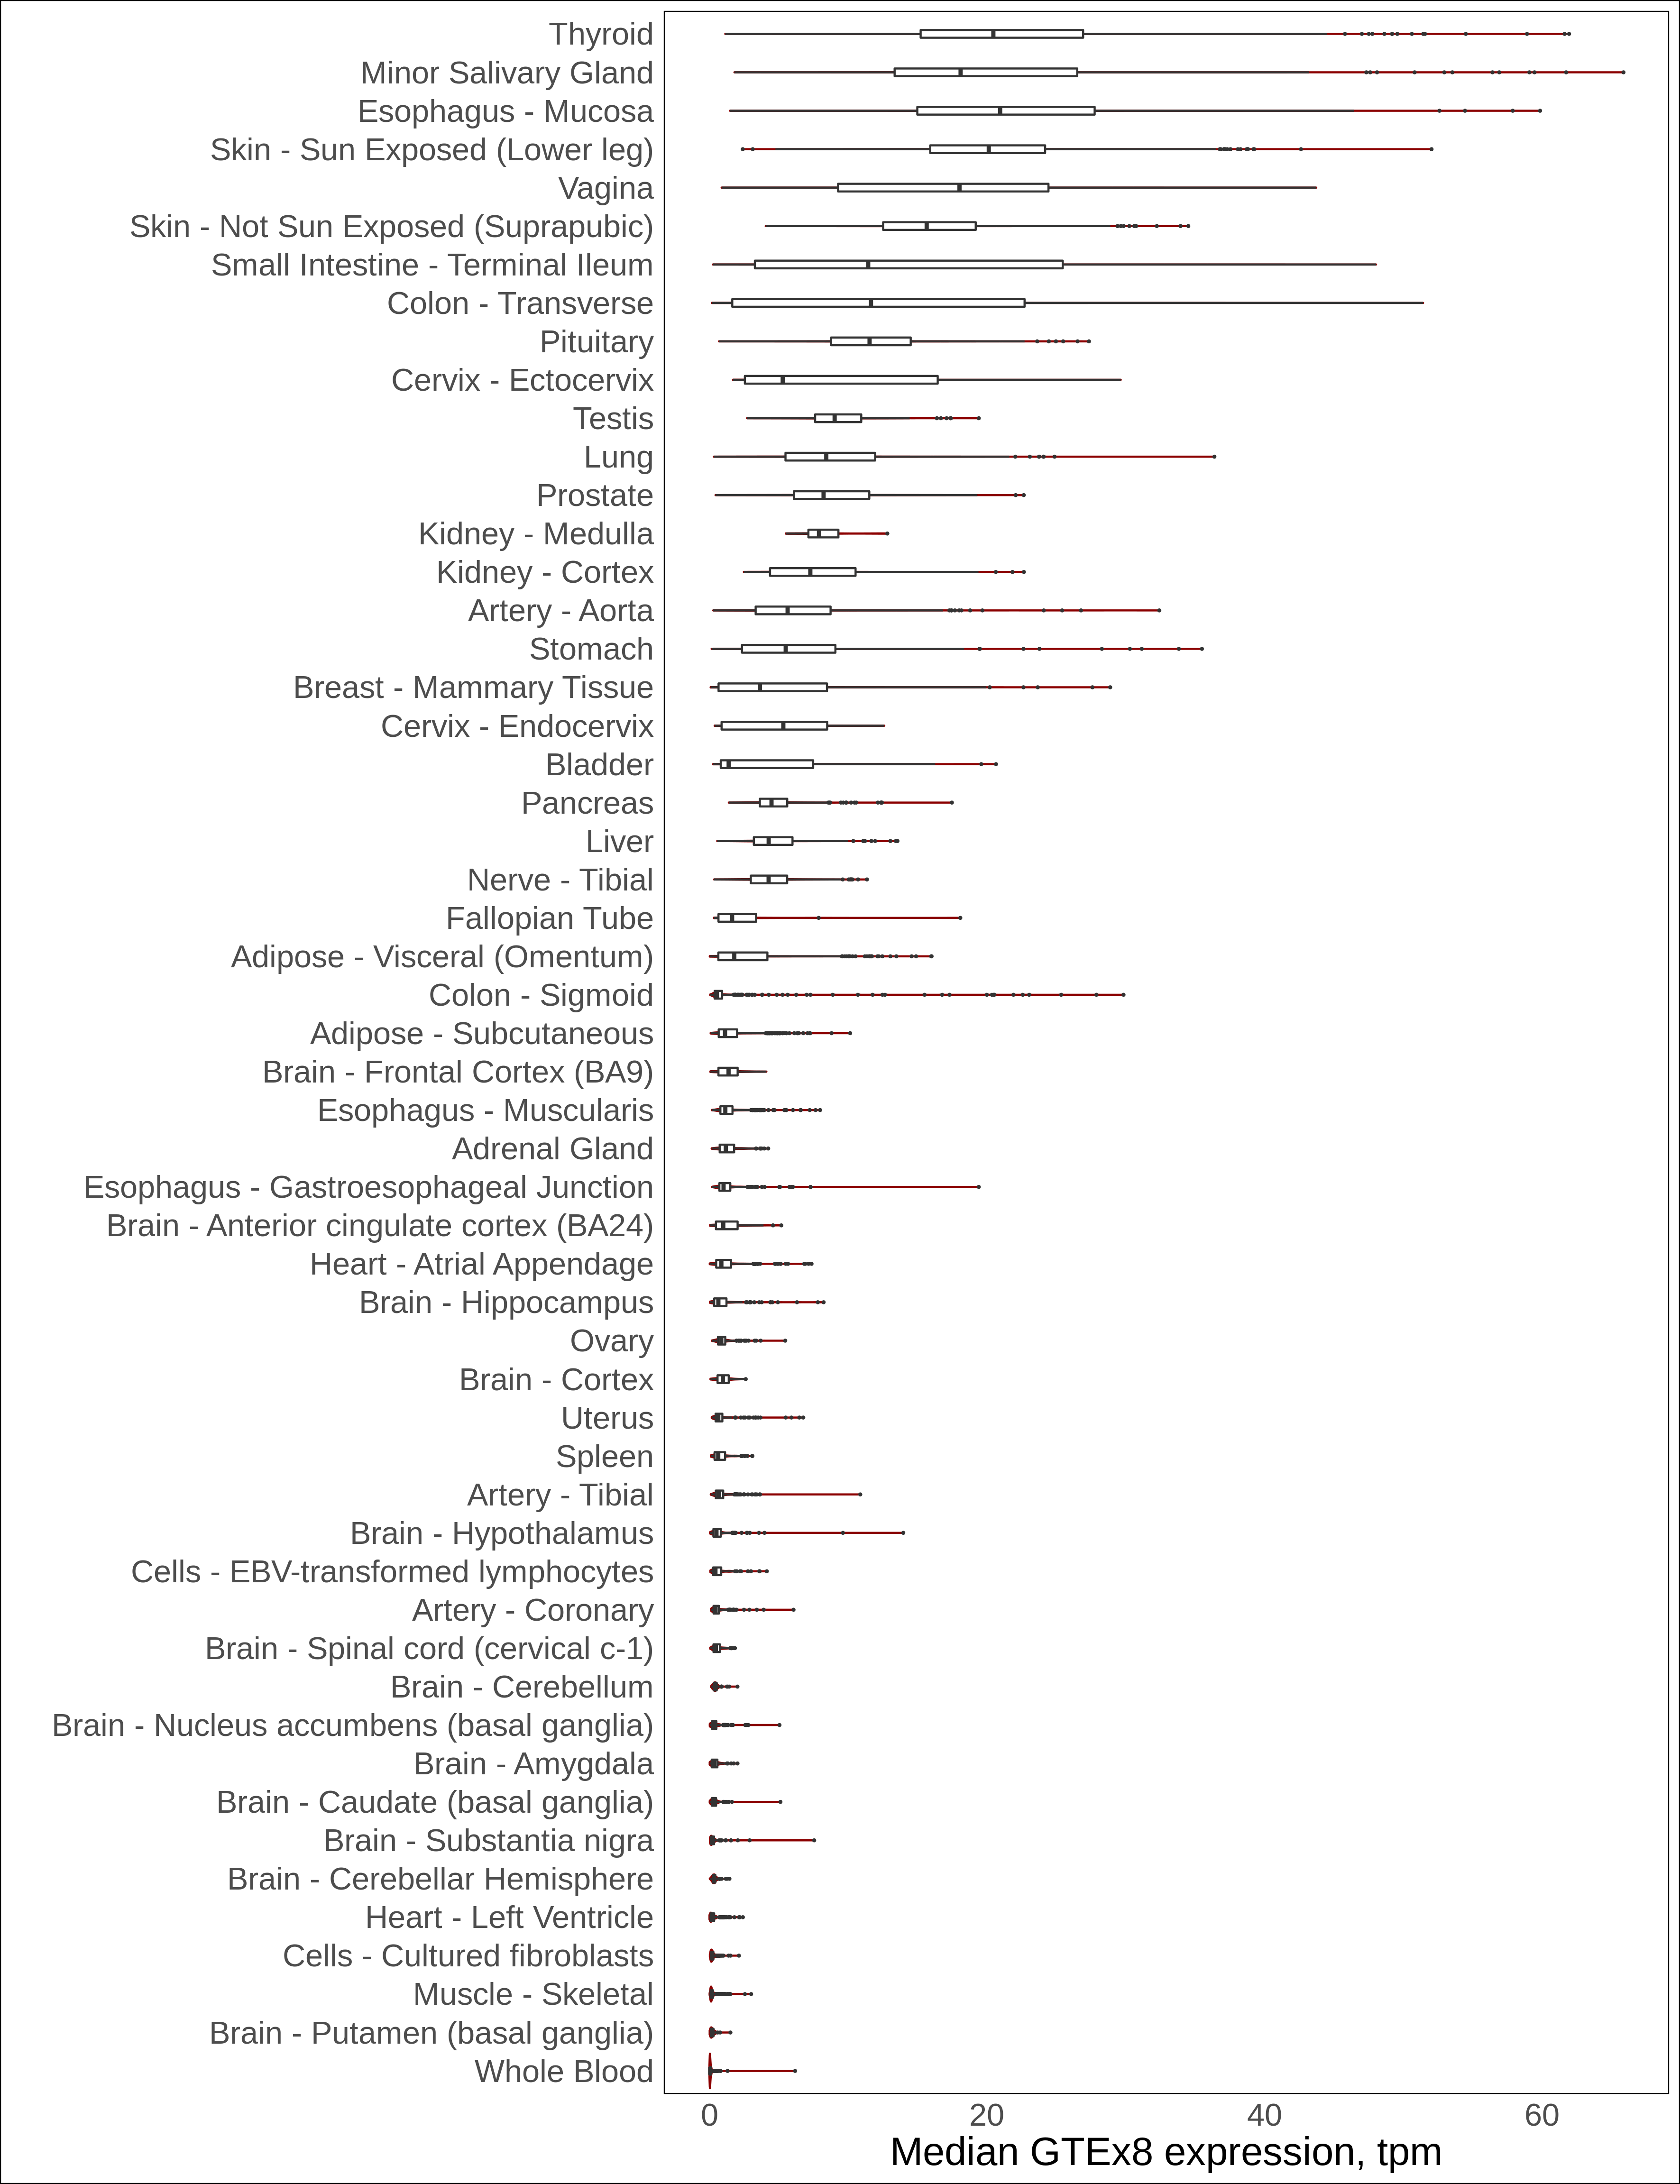 Thyroid
Minor Salivary Gland
Esophagus - Mucosa
Skin - Sun Exposed (Lower leg)
Vagina
Skin - Not Sun Exposed (Suprapubic)
Small Intestine - Terminal Ileum
Colon - Transverse
Pituitary
Cervix - Ectocervix
Testis
Lung
Prostate
Kidney - Medulla
Kidney - Cortex
Artery - Aorta
Stomach
Breast - Mammary Tissue
Cervix - Endocervix
Bladder
Pancreas
Liver
Nerve - Tibial
Fallopian Tube
Adipose - Visceral (Omentum)
Colon - Sigmoid
Adipose - Subcutaneous
Brain - Frontal Cortex (BA9)
Esophagus - Muscularis
Adrenal Gland
Esophagus - Gastroesophageal Junction
Brain - Anterior cingulate cortex (BA24)
Heart - Atrial Appendage
Brain - Hippocampus
Ovary
Brain - Cortex
Uterus
Spleen
Artery - Tibial
Brain - Hypothalamus
Cells - EBV-transformed lymphocytes
Artery - Coronary
Brain - Spinal cord (cervical c-1)
Brain - Cerebellum
Brain - Nucleus accumbens (basal ganglia)
Brain - Amygdala
Brain - Caudate (basal ganglia)
Brain - Substantia nigra
Brain - Cerebellar Hemisphere
Heart - Left Ventricle
Cells - Cultured fibroblasts
Muscle - Skeletal
Brain - Putamen (basal ganglia)
Whole Blood
0 20 40 60
Median GTEx8 expression, tpm